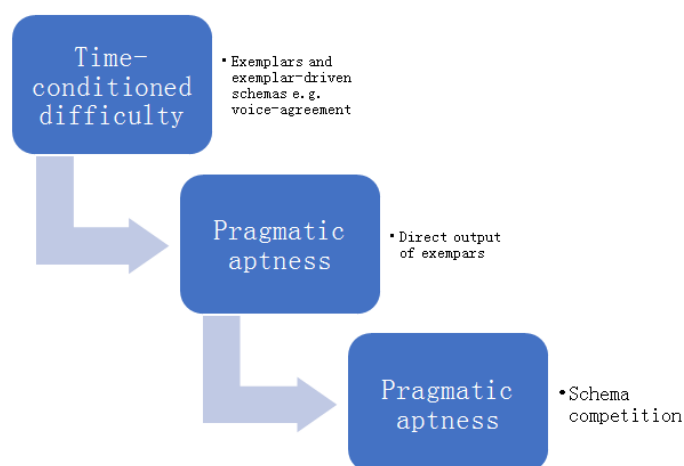 Time-
conditioned
difficulty
• Exemplars and
exemplar-driven
schemas e.g.
voice-agreement
Pragmatic
aptness
• Direct output
of exempars
Pragmatic
aptness
• Schema
competition